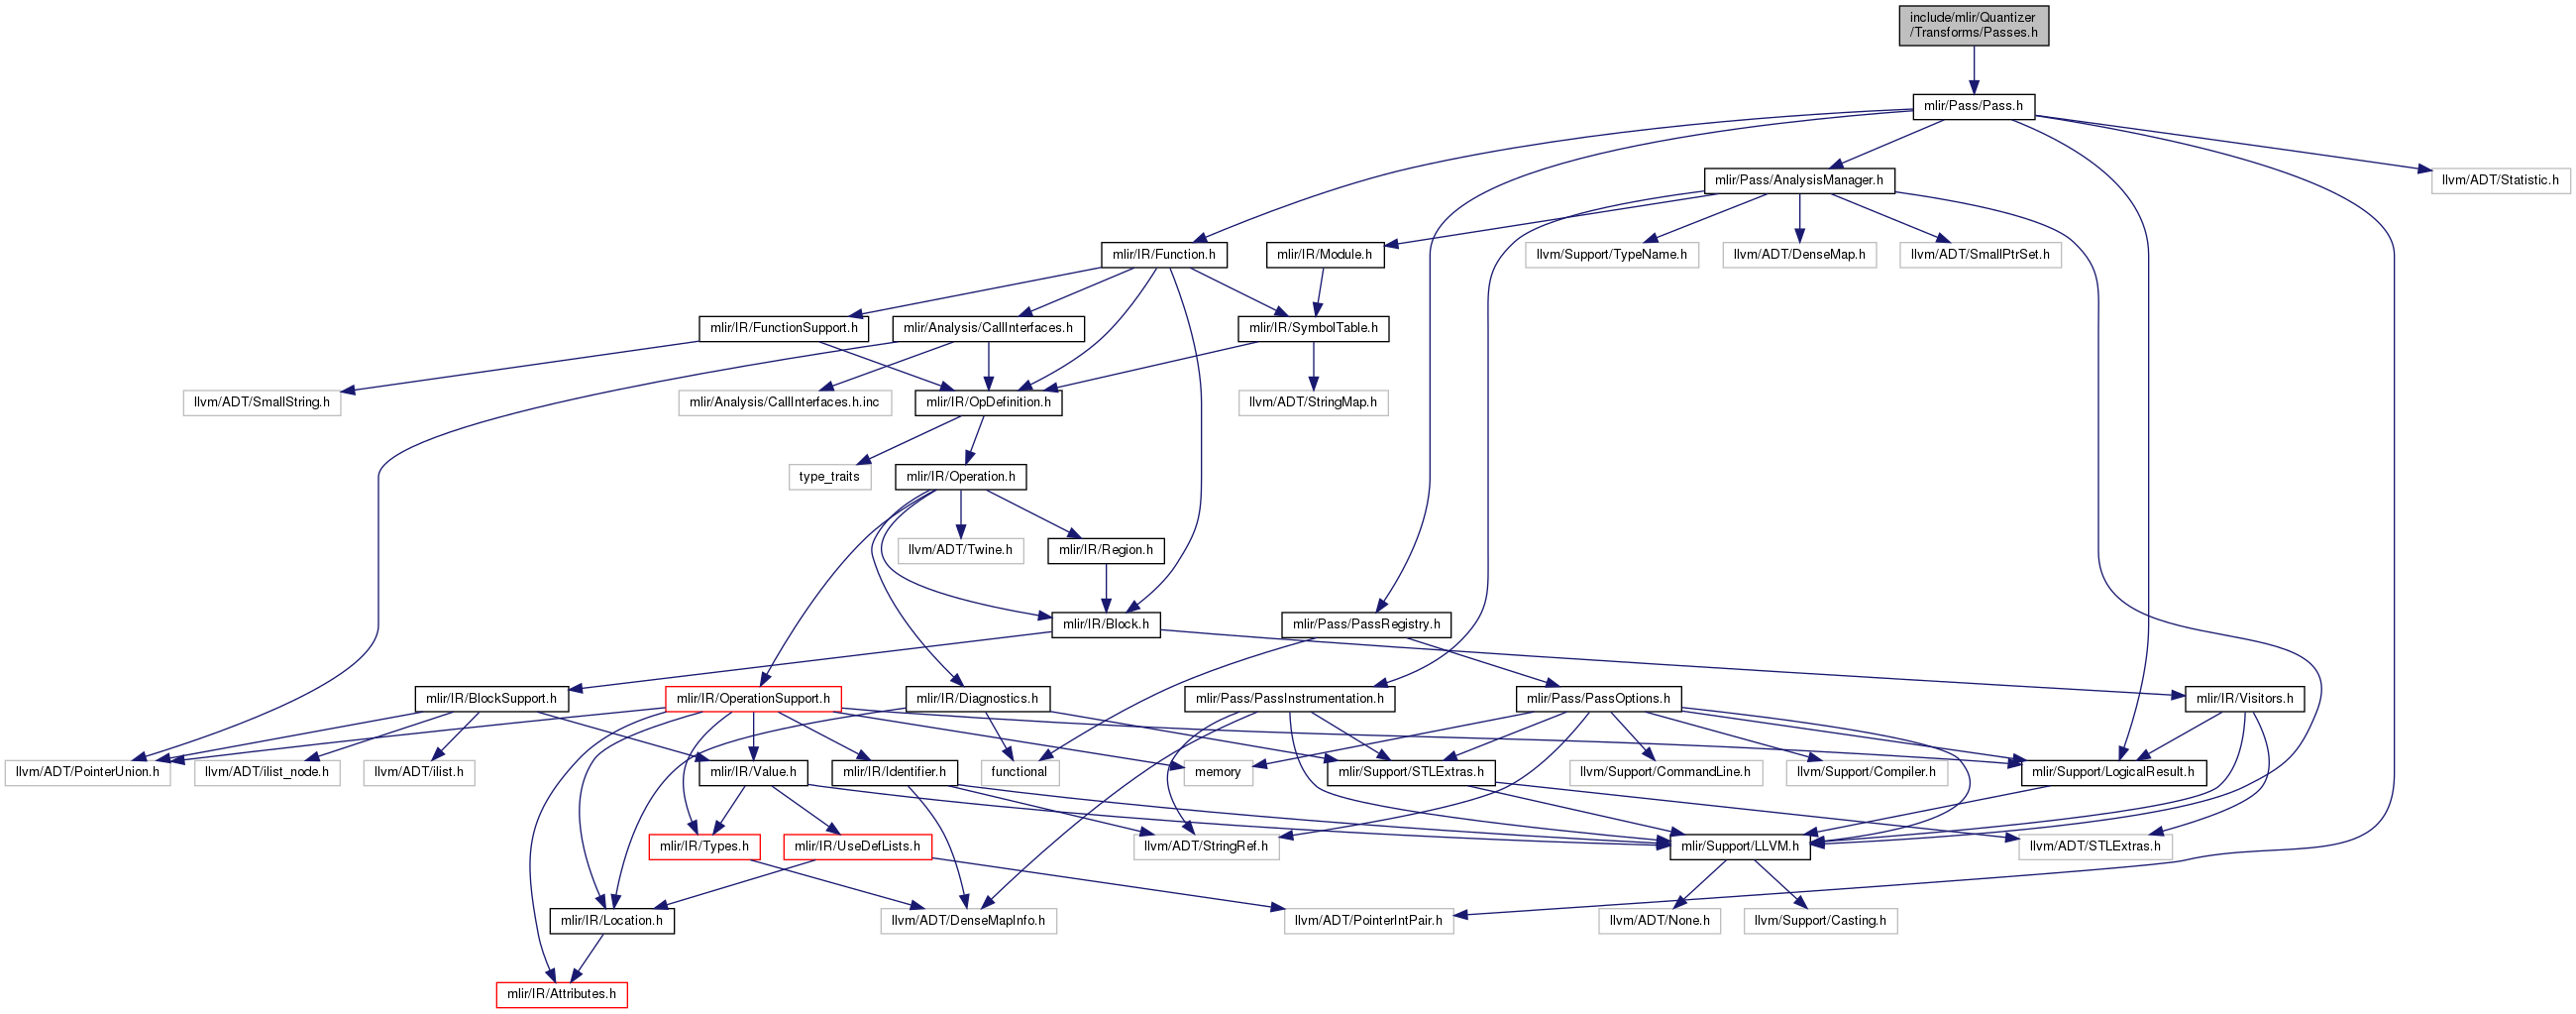 include/mlir/Quantizer
/Transforms/Passes.h
mlir/Pass/Pass.h
mlir/Pass/AnalysisManager.h
llvm/ADT/Statistic.h
mlir/IR/Function.h
mlir/IR/Module.h
llvm/Support/TypeName.h
llvm/ADT/DenseMap.h
llvm/ADT/SmallPtrSet.h
mlir/IR/FunctionSupport.h
mlir/Analysis/CallInterfaces.h
mlir/IR/SymbolTable.h
llvm/ADT/SmallString.h
mlir/Analysis/CallInterfaces.h.inc
mlir/IR/OpDefinition.h
llvm/ADT/StringMap.h
type_traits
mlir/IR/Operation.h
llvm/ADT/Twine.h
mlir/IR/Region.h
mlir/IR/Block.h
mlir/Pass/PassRegistry.h
mlir/IR/BlockSupport.h
mlir/IR/OperationSupport.h
mlir/IR/Diagnostics.h
mlir/Pass/PassInstrumentation.h
mlir/Pass/PassOptions.h
mlir/IR/Visitors.h
llvm/ADT/PointerUnion.h
llvm/ADT/ilist_node.h
llvm/ADT/ilist.h
mlir/IR/Value.h
mlir/IR/Identifier.h
functional
memory
mlir/Support/STLExtras.h
llvm/Support/CommandLine.h
llvm/Support/Compiler.h
mlir/Support/LogicalResult.h
mlir/IR/Types.h
mlir/IR/UseDefLists.h
llvm/ADT/StringRef.h
mlir/Support/LLVM.h
llvm/ADT/STLExtras.h
mlir/IR/Location.h
llvm/ADT/DenseMapInfo.h
llvm/ADT/PointerIntPair.h
llvm/ADT/None.h
llvm/Support/Casting.h
mlir/IR/Attributes.h